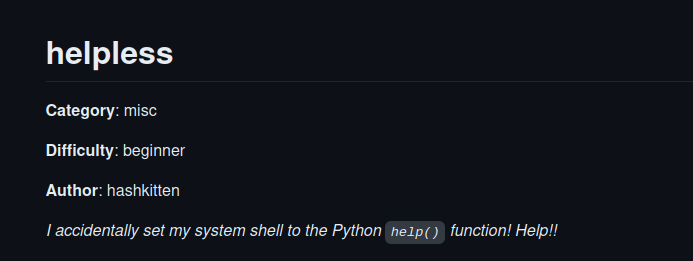 helpless
Category: misc
Difficulty: beginner
Author: hashkitten
I accidentally set my system shell to the Python help() function! Help!!